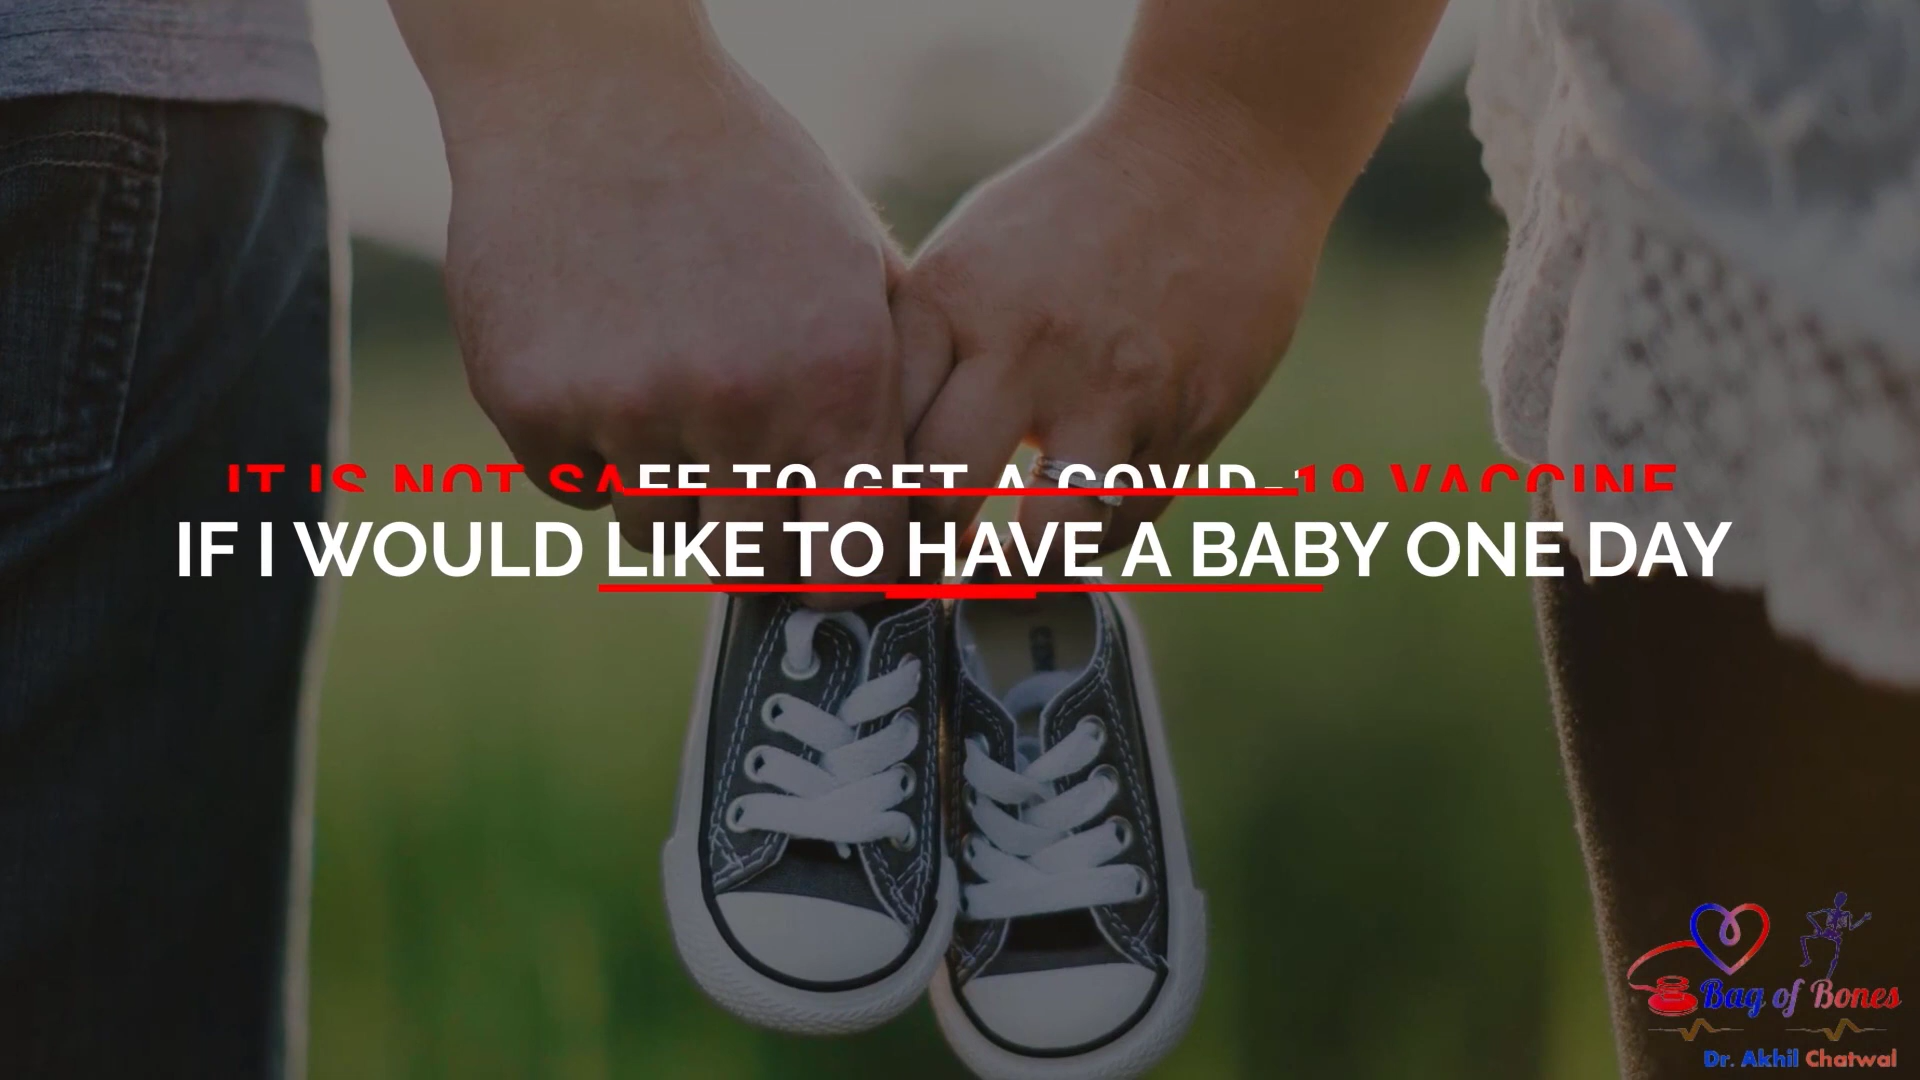 IT IS NOT SAFE TO GET A COVID-19 VACCINE
IF I WOULD LIKE TO HAVE A BABY ONE DAY
Bag of Bones
Dr. Akhil Chatwal